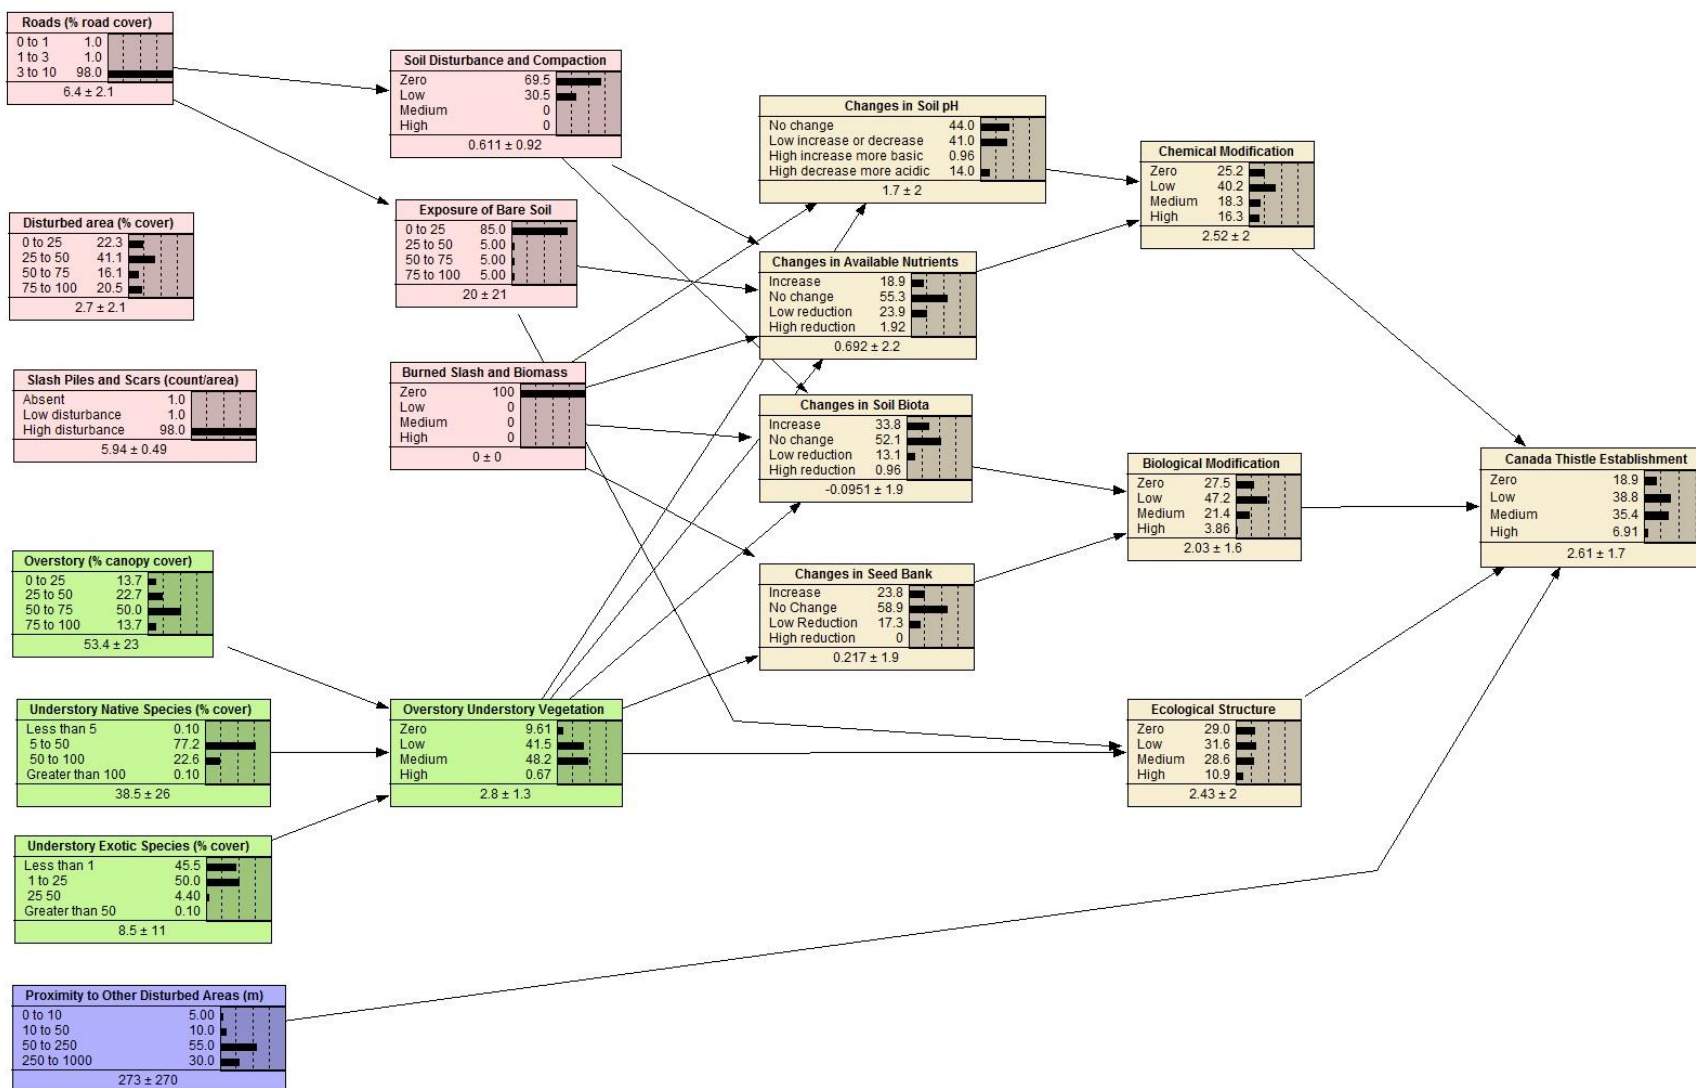 Roads (% road cover)
0 to 1 1.0
1 to 3 1.0
3 to 10 98.0
6.4 ± 2.1
Disturbed area (% cover)
0 to 25 22.3
25 to 50 41.1
50 to 75 16.1
75 to 100 20.5
2.7 ± 2.1
Slash Piles and Scars (count/area)
Absent 1.0
Low disturbance 1.0
High disturbance 98.0
5.94 ± 0.49
Overstory (% canopy cover)
0 to 25 13.7
25 to 50 22.7
50 to 75 50.0
75 to 100 13.7
53.4 ± 23
Understory Native Species (% cover)
Less than 5 0.10
5 to 50 77.2
50 to 100 22.6
Greater than 100 0.10
38.5 ± 26
Understory Exotic Species (% cover)
Less than 1 45.5
1 to 25 50.0
25 50 4.40
Greater than 50 0.10
8.5 ± 11
Proximity to Other Disturbed Areas (m)
0 to 10 5.00
10 to 50 10.0
50 to 250 55.0
250 to 1000 30.0
273 ± 270
Soil Disturbance and Compaction
Zero 69.5
Low 30.5
Medium 0
High 0
0.611 ± 0.92
Exposure of Bare Soil
0 to 25 85.0
25 to 50 5.00
50 to 75 5.00
75 to 100 5.00
20 ± 21
Burned Slash and Biomass
Zero 100
Low 0
Medium 0
High 0
0 ± 0
Overstory Understory Vegetation
Zero 9.61
Low 41.5
Medium 48.2
High 0.67
2.8 ± 1.3
Changes in Soil pH
No change 44.0
Low increase or decrease 41.0
High increase more basic 0.96
High decrease more acidic 14.0
1.7 ± 2
Changes in Available Nutrients
Increase 18.9
No change 55.3
Low reduction 23.9
High reduction 1.92
0.692 ± 2.2
Changes in Soil Biota
Increase 33.8
No change 52.1
Low reduction 13.1
High reduction 0.96
-0.0951 ± 1.9
Changes in Seed Bank
Increase 23.8
No Change 58.9
Low Reduction 17.3
High reduction 0
0.217 ± 1.9
Chemical Modification
Zero 25.2
Low 40.2
Medium 18.3
High 16.3
2.52 ± 2
Biological Modification
Zero 27.5
Low 47.2
Medium 21.4
High 3.86
2.03 ± 1.6
Ecological Structure
Zero 29.0
Low 31.6
Medium 28.6
High 10.9
2.43 ± 2
Canada Thistle Establishment
Zero 18.9
Low 38.8
Medium 35.4
High 6.91
2.61 ± 1.7